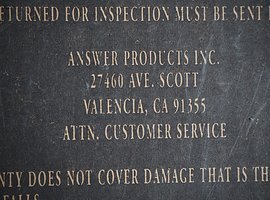 ETURNED FOR INSPECTION MUST BE SENT
ANSWER PRODUCTS INC.
27460 AVE. SCOTT
VALENCIA, CA 91355
ATTN. CUSTOMER SERVICE
NTY DOES NOT COVER DAMAGE THAT IS TH
FALLS